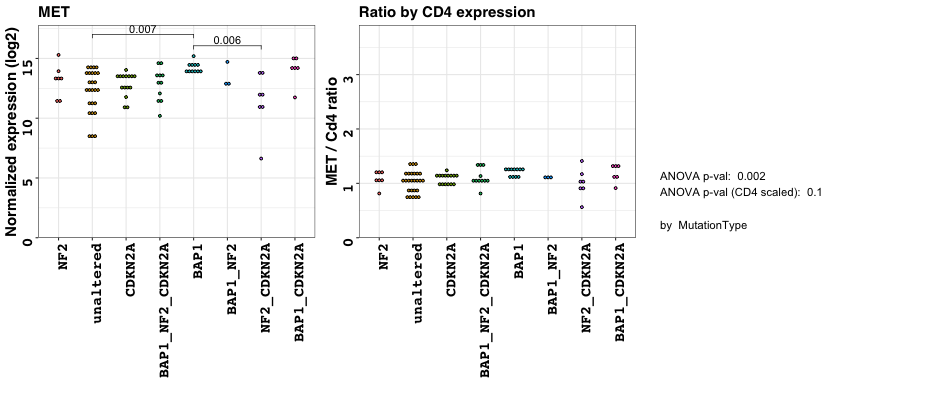 MET
Normalized expression (log2)
0.007
0.006
15
10
5
0
NF2
unaltered
CDKN2A
BAP1_NF2_CDKN2A
BAP1
BAP1_NF2
NF2_CDKN2A
BAP1_CDKN2A
Ratio by CD4 expression
MET / Cd4 ratio
3
2
1
0
NF2
unaltered
CDKN2A
BAP1_NF2_CDKN2A
BAP1
BAP1_NF2
NF2_CDKN2A
BAP1_CDKN2A
ANOVA p-val: 0.002
ANOVA p-val (CD4 scaled): 0.1
by MutationType